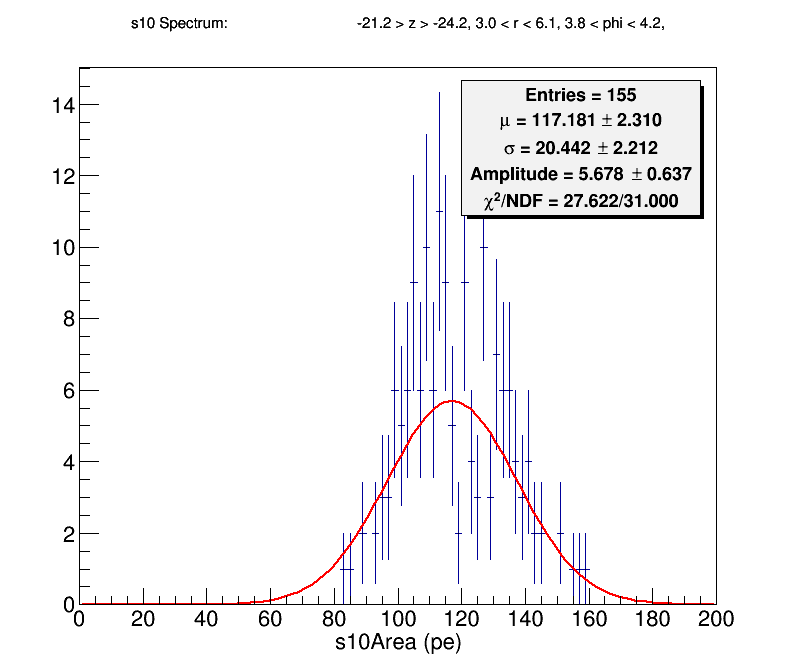 s10 Spectrum: -21.2 > z > -24.2, 3.0 < r < 6.1, 3.8 < phi < 4.2,
Entries = 155
μ = 117.181 ± 2.310
σ = 20.442 ± 2.212
Amplitude = 5.678 ± 0.637
χ²/NDF = 27.622/31.000
14
12
10
8
6
4
2
0
0 20 40 60 80 100 120 140 160 180 200
s10Area (pe)